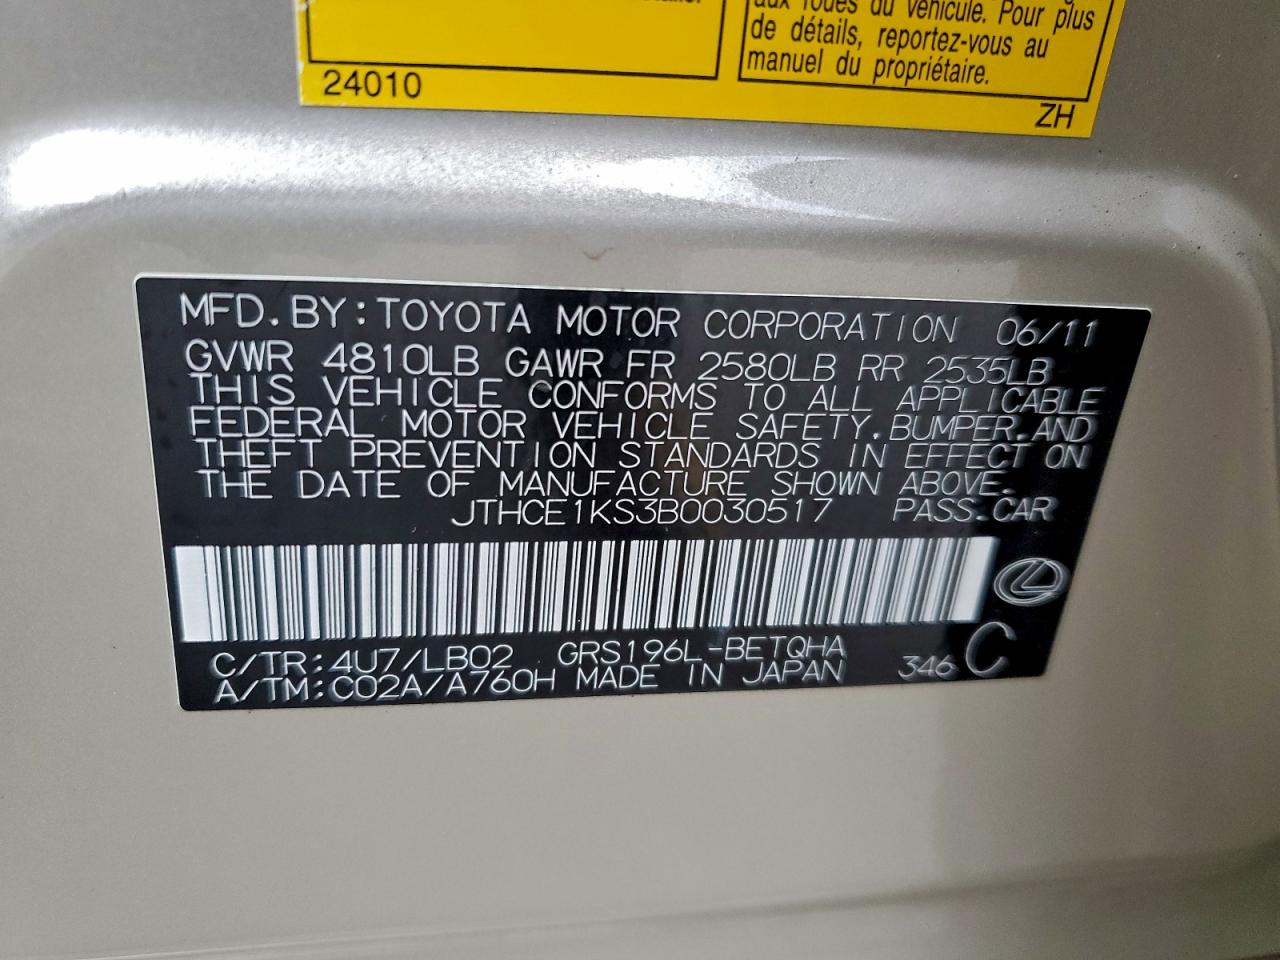 aux roues du véhicule. Pour plus
de détails, reportez-vous au
manuel du propriétaire.
24010
ZH
MFD. BY: TOYOTA MOTOR CORPORATION 06/11
GVWR 4810LB GAWR FR 2580LB RR 2535LB
THIS VEHICLE CONFORMS TO ALL APPLICABLE
FEDERAL MOTOR VEHICLE SAFETY, BUMPER, AND
THEFT PREVENTION STANDARDS IN EFFECT ON
THE DATE OF MANUFACTURE SHOWN ABOVE.
JTHCE1KS3B0030517 PASS. CAR
C/TR: 4U7/LB02 GRS196L-BETQHA
A/TM: C02A/A760H MADE IN JAPAN 346 C